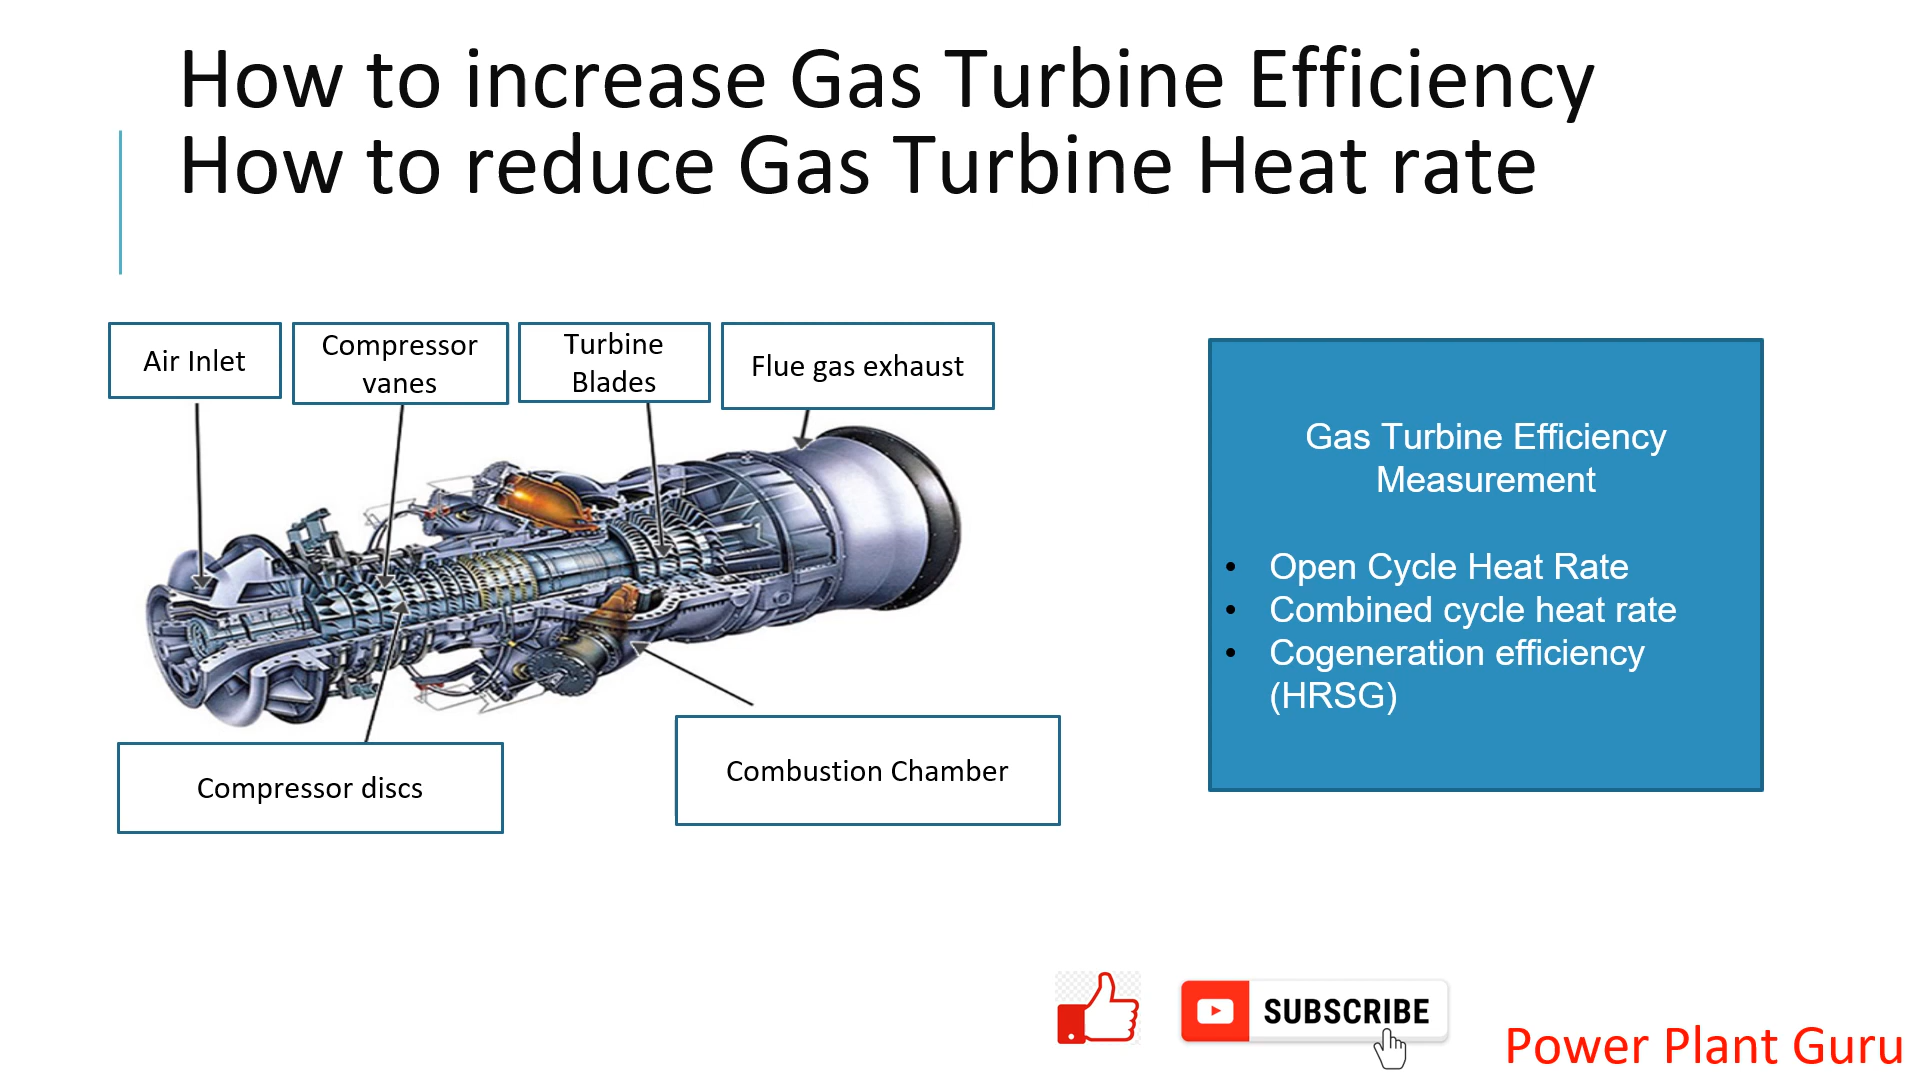 How to increase Gas Turbine Efficiency
How to reduce Gas Turbine Heat rate
Air Inlet
Compressor
vanes
Turbine
Blades
Flue gas exhaust
Compressor discs
Combustion Chamber
Gas Turbine Efficiency
Measurement
• Open Cycle Heat Rate
• Combined cycle heat rate
• Cogeneration efficiency
(HRSG)
SUBSCRIBE
Power Plant Guru